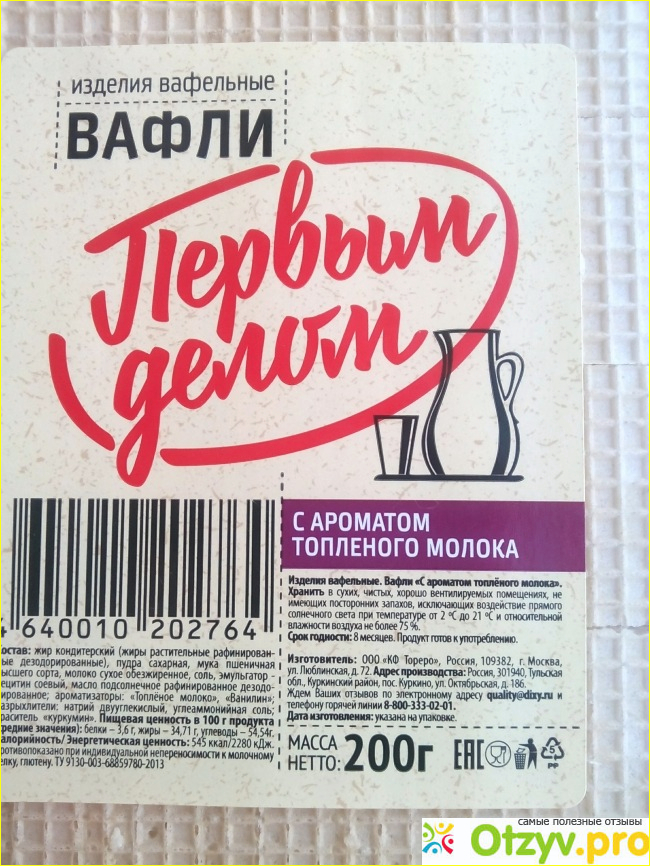 изделия вафельные
ВАФЛИ
Первым
делом
С АРОМАТОМ
ТОПЛЕНОГО МОЛОКА
4 640010 202764
Изделия вафельные. Вафли «С ароматом топлёного молока».
Хранить в сухих, чистых, хорошо вентилируемых помещениях, не
имеющих посторонних запахов, исключающих воздействие прямого
солнечного света при температуре от 2 °С до 21 °С и относительной
влажности воздуха не более 75 %.
Срок годности: 8 месяцев. Продукт готов к употреблению.
Изготовитель: ООО «КФ Тореро», Россия, 109382, г. Москва,
ул. Люблинская, д. 72. Адрес производства: Россия, 301940, Тульская
обл., Куркинский район, пос. Куркино, ул. Октябрьская, д. 186.
Ждем Ваших отзывов по электронному адресу quality@dixy.ru и
телефону горячей линии 8-800-333-02-01.
Дата изготовления: указана на упаковке.
остав: жир кондитерский (жиры растительные рафинирован-
ые дезодорированные), пудра сахарная, мука пшеничная
высшего сорта, молоко сухое обезжиренное, соль, эмульгатор -
ецитин соевый, масло подсолнечное рафинированное дезодо-
ированное; ароматизаторы: «Топлёное молоко», «Ванилин»;
азрыхлители: натрий двууглекислый, углеаммонийная соль;
раситель «куркумин». Пищевая ценность в 100 г продукта
редние значения): белки – 3,6 г, жиры – 34,71 г, углеводы – 54,54г.
алорийность/ Энергетическая ценность: 545 ккал/2280 кДж.
ротивопоказано при индивидуальной непереносимости к молочному
елку, глютену. ТУ 9130-003-68859780-2013
МАССА
НЕТТО: 200г
EAC
5
PP
самые полезные отзывы
Otzyv.pro